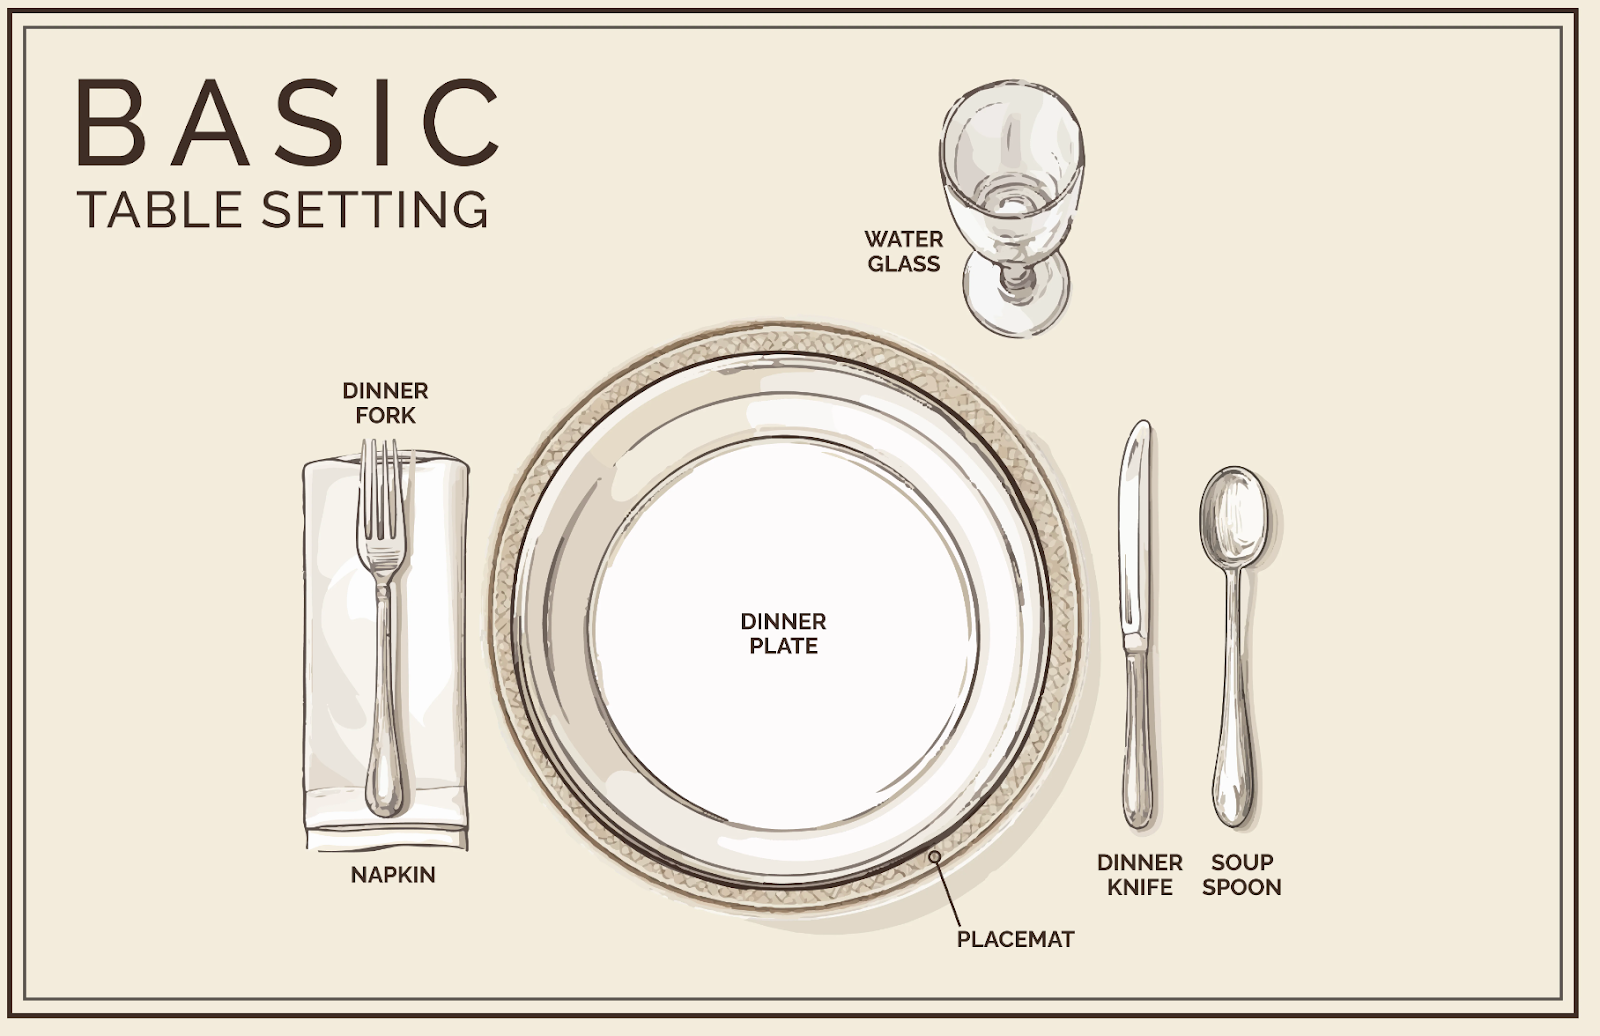 BASIC
TABLE SETTING
WATER
GLASS
DINNER
FORK
DINNER
PLATE
NAPKIN
DINNER
KNIFE
SOUP
SPOON
PLACEMAT